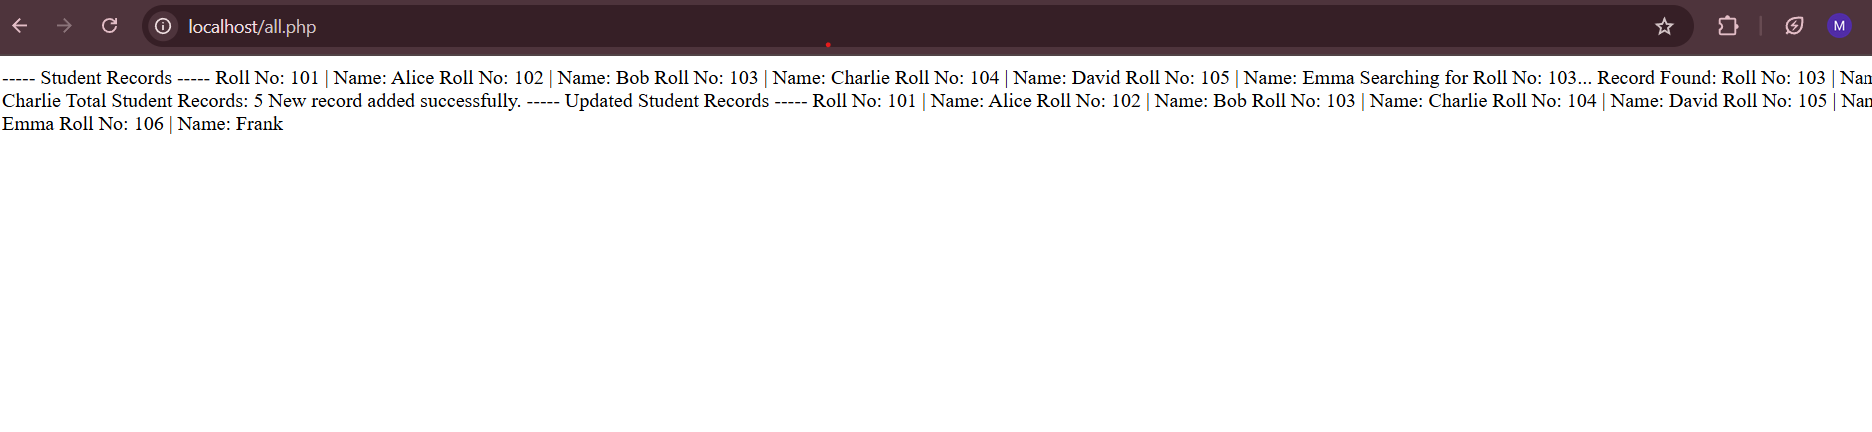 localhost/all.php
M
----- Student Records ----- Roll No: 101 | Name: Alice Roll No: 102 | Name: Bob Roll No: 103 | Name: Charlie Roll No: 104 | Name: David Roll No: 105 | Name: Emma Searching for Roll No: 103... Record Found: Roll No: 103 |
Charlie Total Student Records: 5 New record added successfully. ----- Updated Student Records ----- Roll No: 101 | Name: Alice Roll No: 102 | Name: Bob Roll No: 103 | Name: Charlie Roll No: 104 | Name: David Roll No: 105 |
Emma Roll No: 106 | Name: Frank